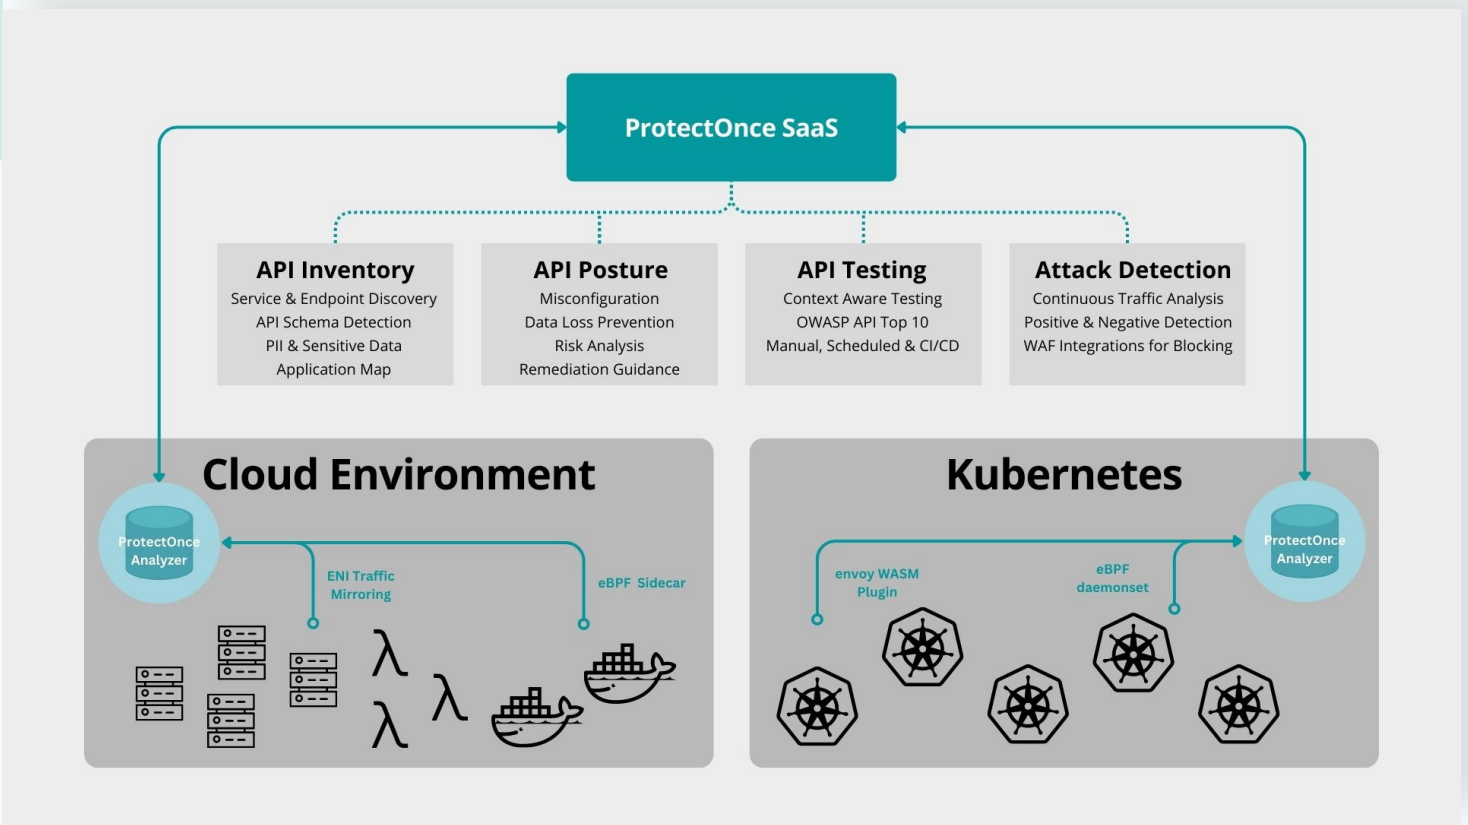 ProtectOnce SaaS
API Inventory
Service & Endpoint Discovery
API Schema Detection
PII & Sensitive Data
Application Map
API Posture
Misconfiguration
Data Loss Prevention
Risk Analysis
Remediation Guidance
API Testing
Context Aware Testing
OWASP API Top 10
Manual, Scheduled & CI/CD
Attack Detection
Continuous Traffic Analysis
Positive & Negative Detection
WAF Integrations for Blocking
Cloud Environment
ProtectOnce
Analyzer
ENI Traffic
Mirroring
eBPF Sidecar
Kubernetes
envoy WASM
Plugin
eBPF
daemonset
ProtectOnce
Analyzer